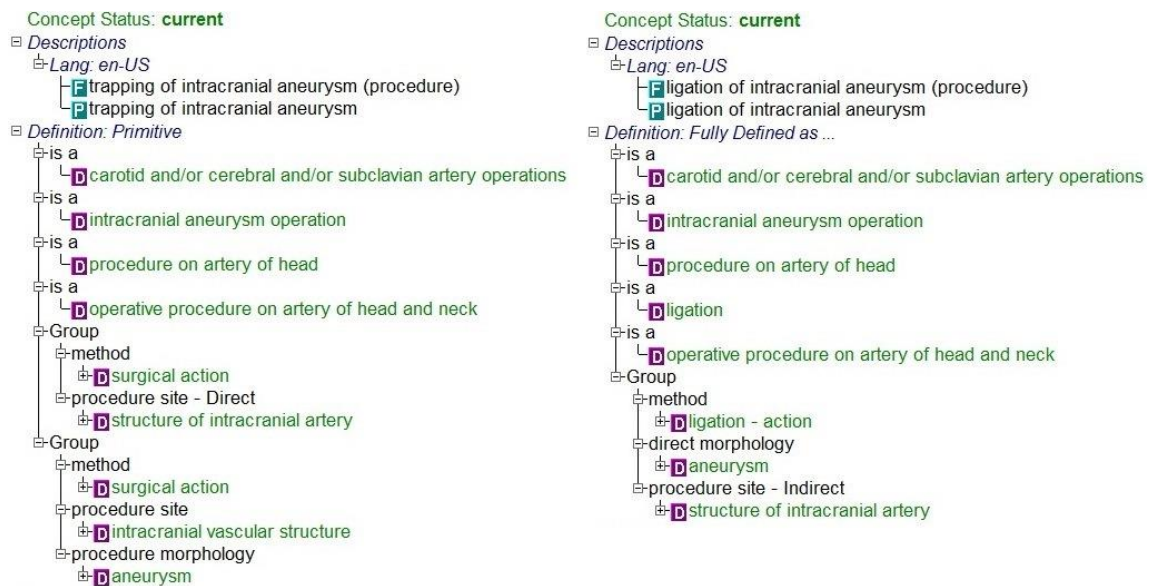 Concept Status: current
Descriptions
Lang: en-US
F trapping of intracranial aneurysm (procedure)
P trapping of intracranial aneurysm
Definition: Primitive
is a
D carotid and/or cerebral and/or subclavian artery operations
is a
D intracranial aneurysm operation
is a
D procedure on artery of head
is a
D operative procedure on artery of head and neck
Group
method
D surgical action
procedure site - Direct
D structure of intracranial artery
Group
method
D surgical action
procedure site
D intracranial vascular structure
procedure morphology
D aneurysm
Concept Status: current
Descriptions
Lang: en-US
F ligation of intracranial aneurysm (procedure)
P ligation of intracranial aneurysm
Definition: Fully Defined as ...
is a
D carotid and/or cerebral and/or subclavian artery operations
is a
D intracranial aneurysm operation
is a
D procedure on artery of head
is a
D ligation
is a
D operative procedure on artery of head and neck
Group
method
D ligation - action
direct morphology
D aneurysm
procedure site - Indirect
D structure of intracranial artery